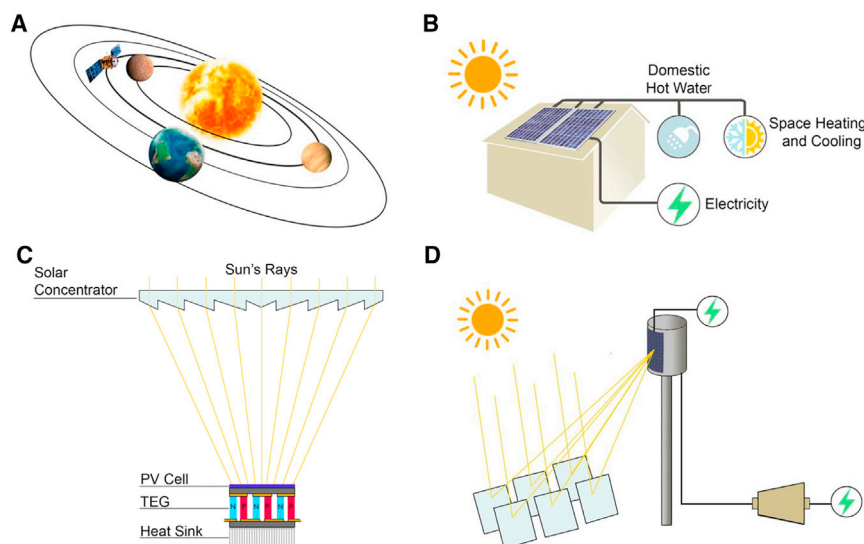 A
B
Domestic
Hot Water
Space Heating
and Cooling
Electricity
C
Sun's Rays
Solar
Concentrator
PV Cell
TEG
Heat Sink
N P N P N P
D